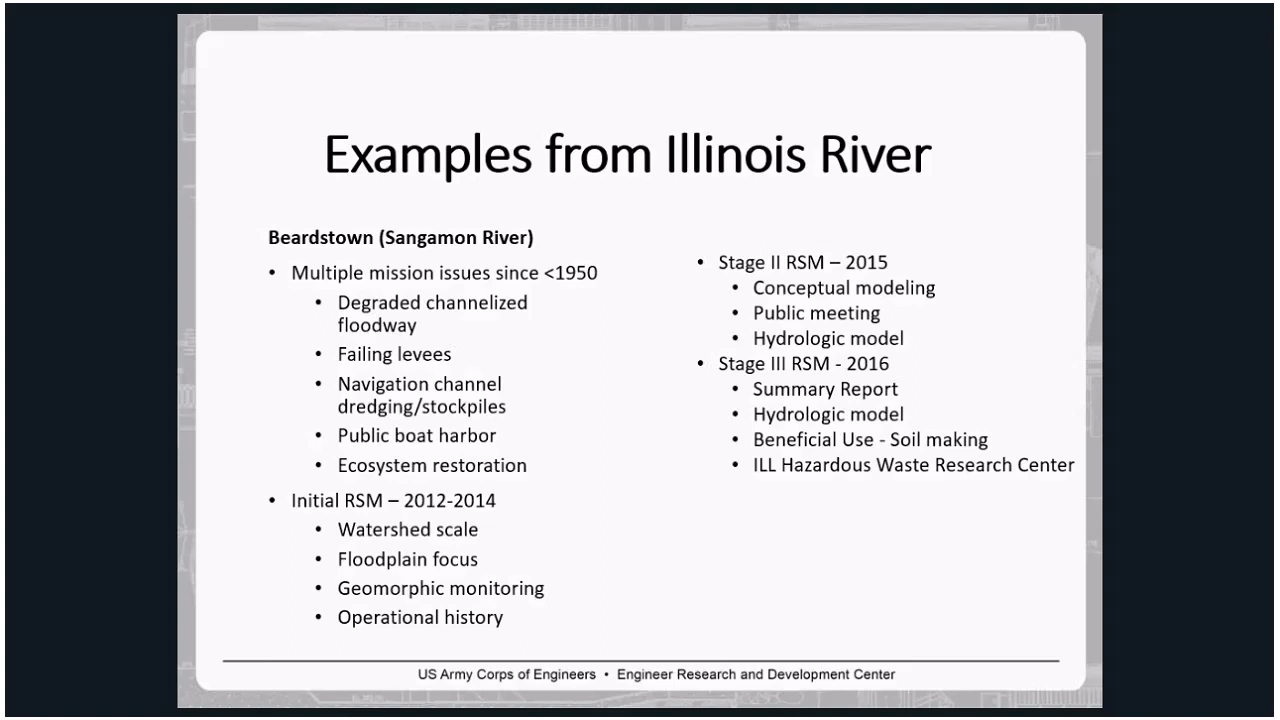 Examples from Illinois River
Beardstown (Sangamon River)
• Multiple mission issues since <1950
• Degraded channelized
floodway
• Failing levees
• Navigation channel
dredging/stockpiles
• Public boat harbor
• Ecosystem restoration
• Initial RSM – 2012-2014
• Watershed scale
• Floodplain focus
• Geomorphic monitoring
• Operational history
• Stage II RSM – 2015
• Conceptual modeling
• Public meeting
• Hydrologic model
• Stage III RSM - 2016
• Summary Report
• Hydrologic model
• Beneficial Use - Soil making
• ILL Hazardous Waste Research Center
US Army Corps of Engineers • Engineer Research and Development Center